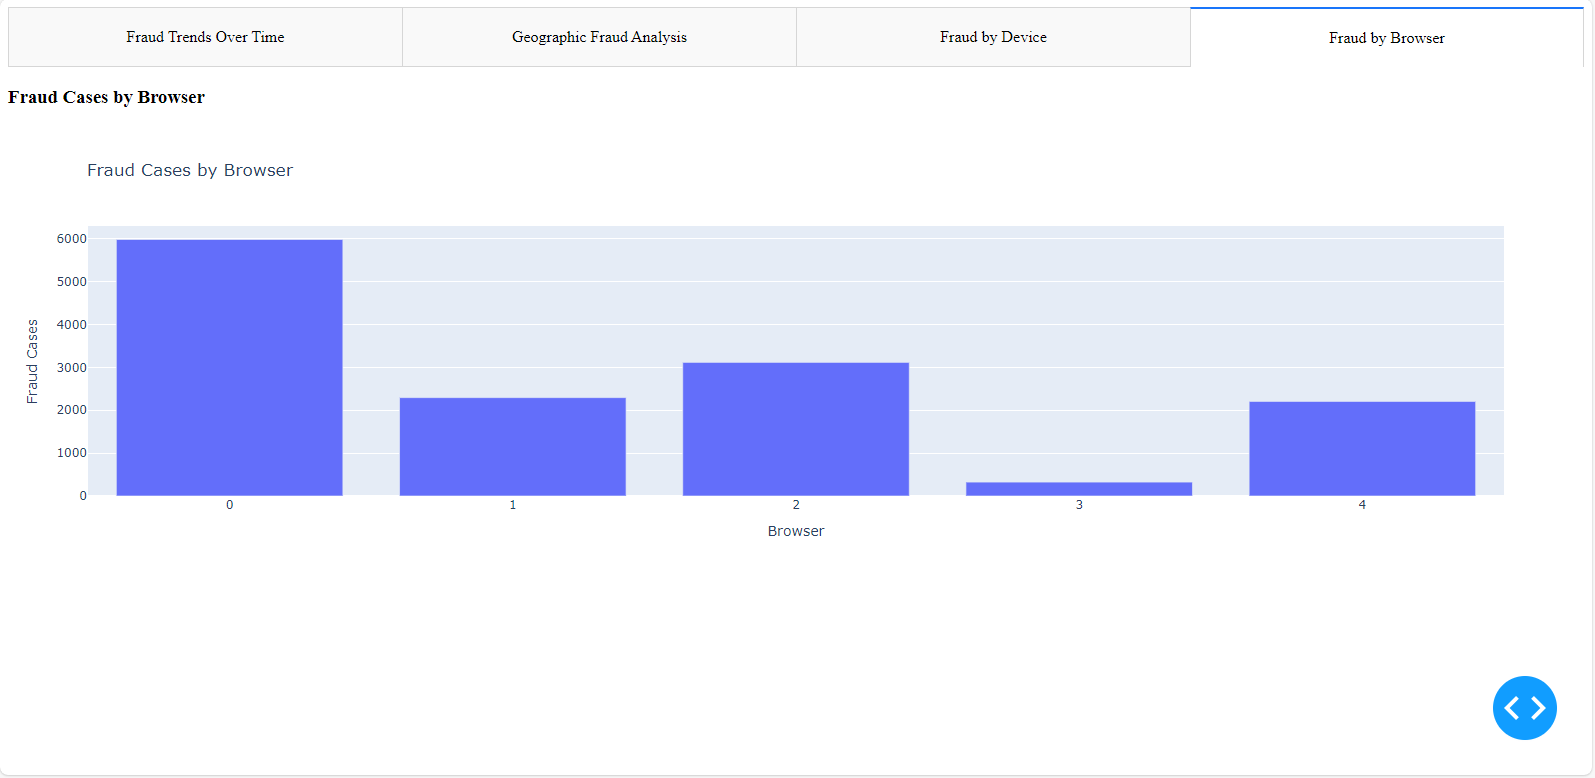 Fraud Trends Over Time
Geographic Fraud Analysis
Fraud by Device
Fraud by Browser
Fraud Cases by Browser
Fraud Cases by Browser
6000
5000
4000
3000
2000
1000
0
Fraud Cases
0 1 2 3 4
Browser